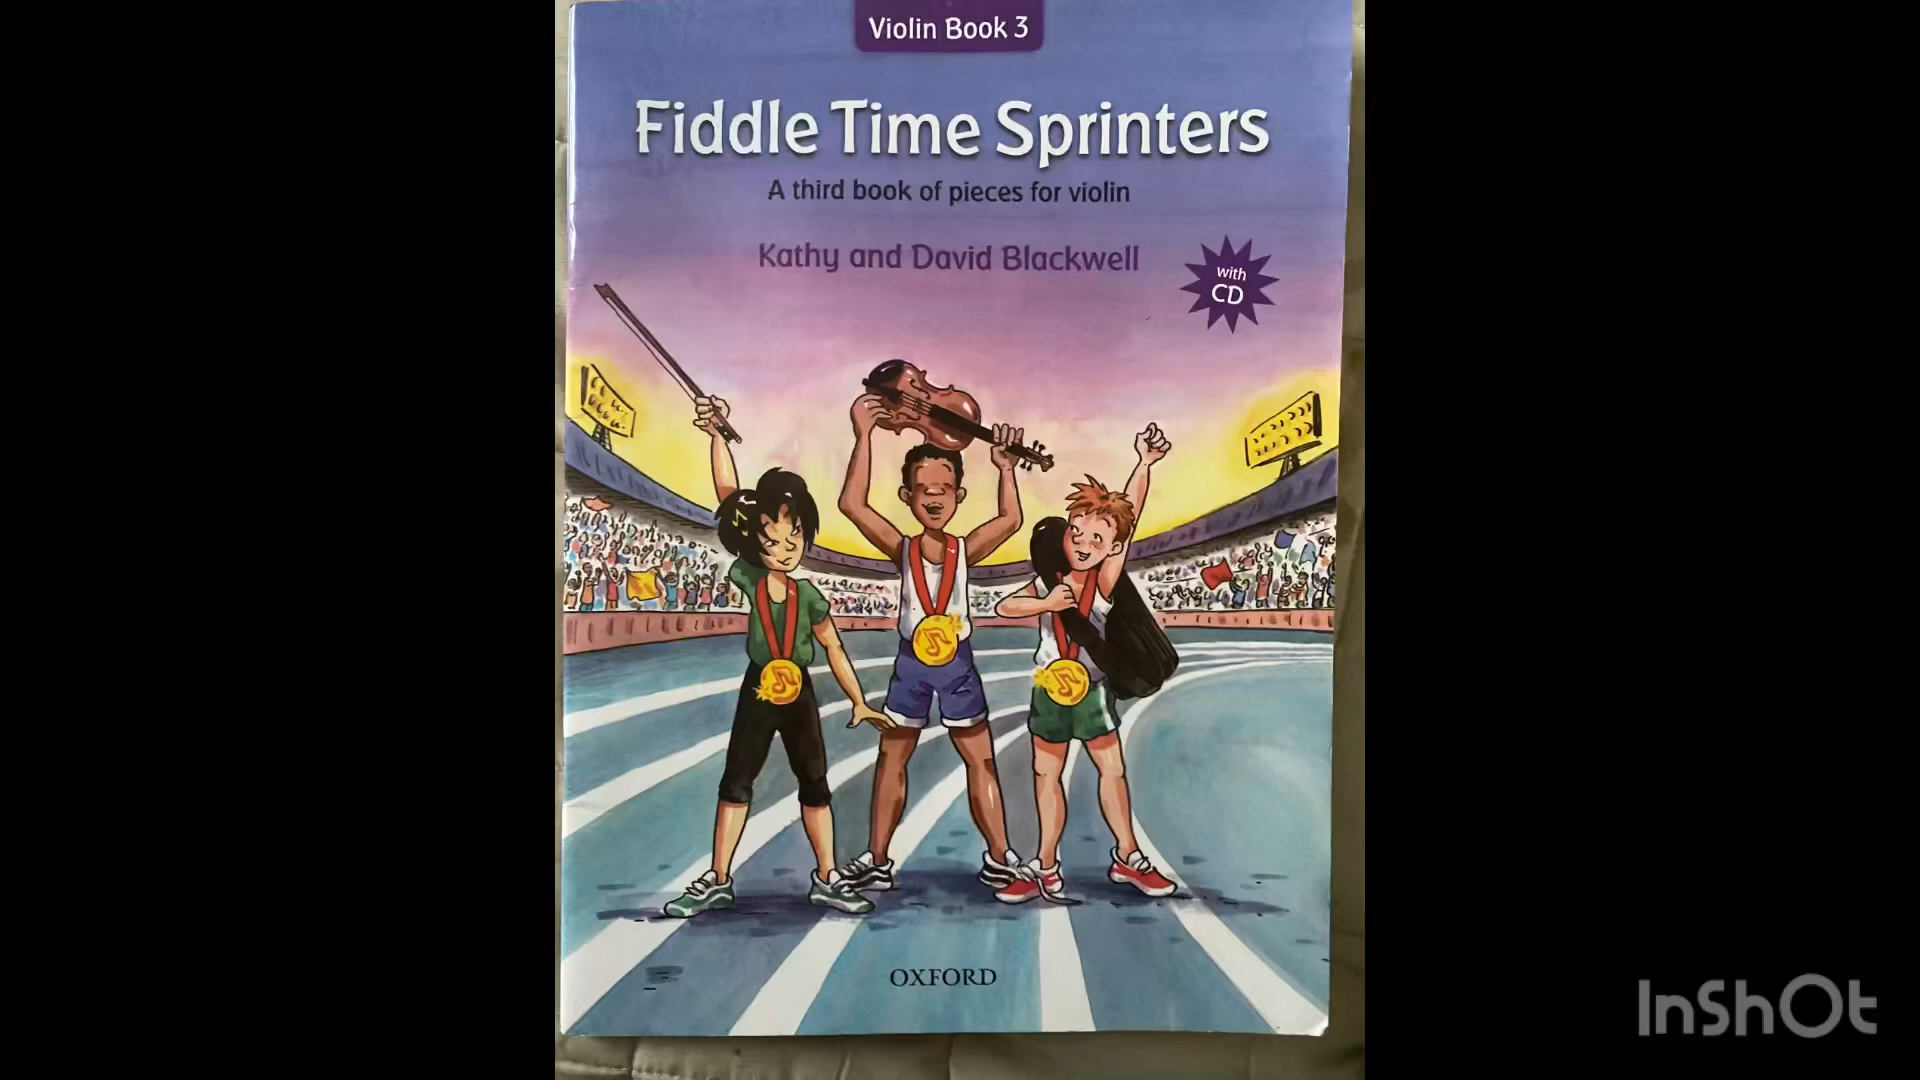 Violin Book 3
Fiddle Time Sprinters
A third book of pieces for violin
Kathy and David Blackwell
with
CD
OXFORD
InShOt